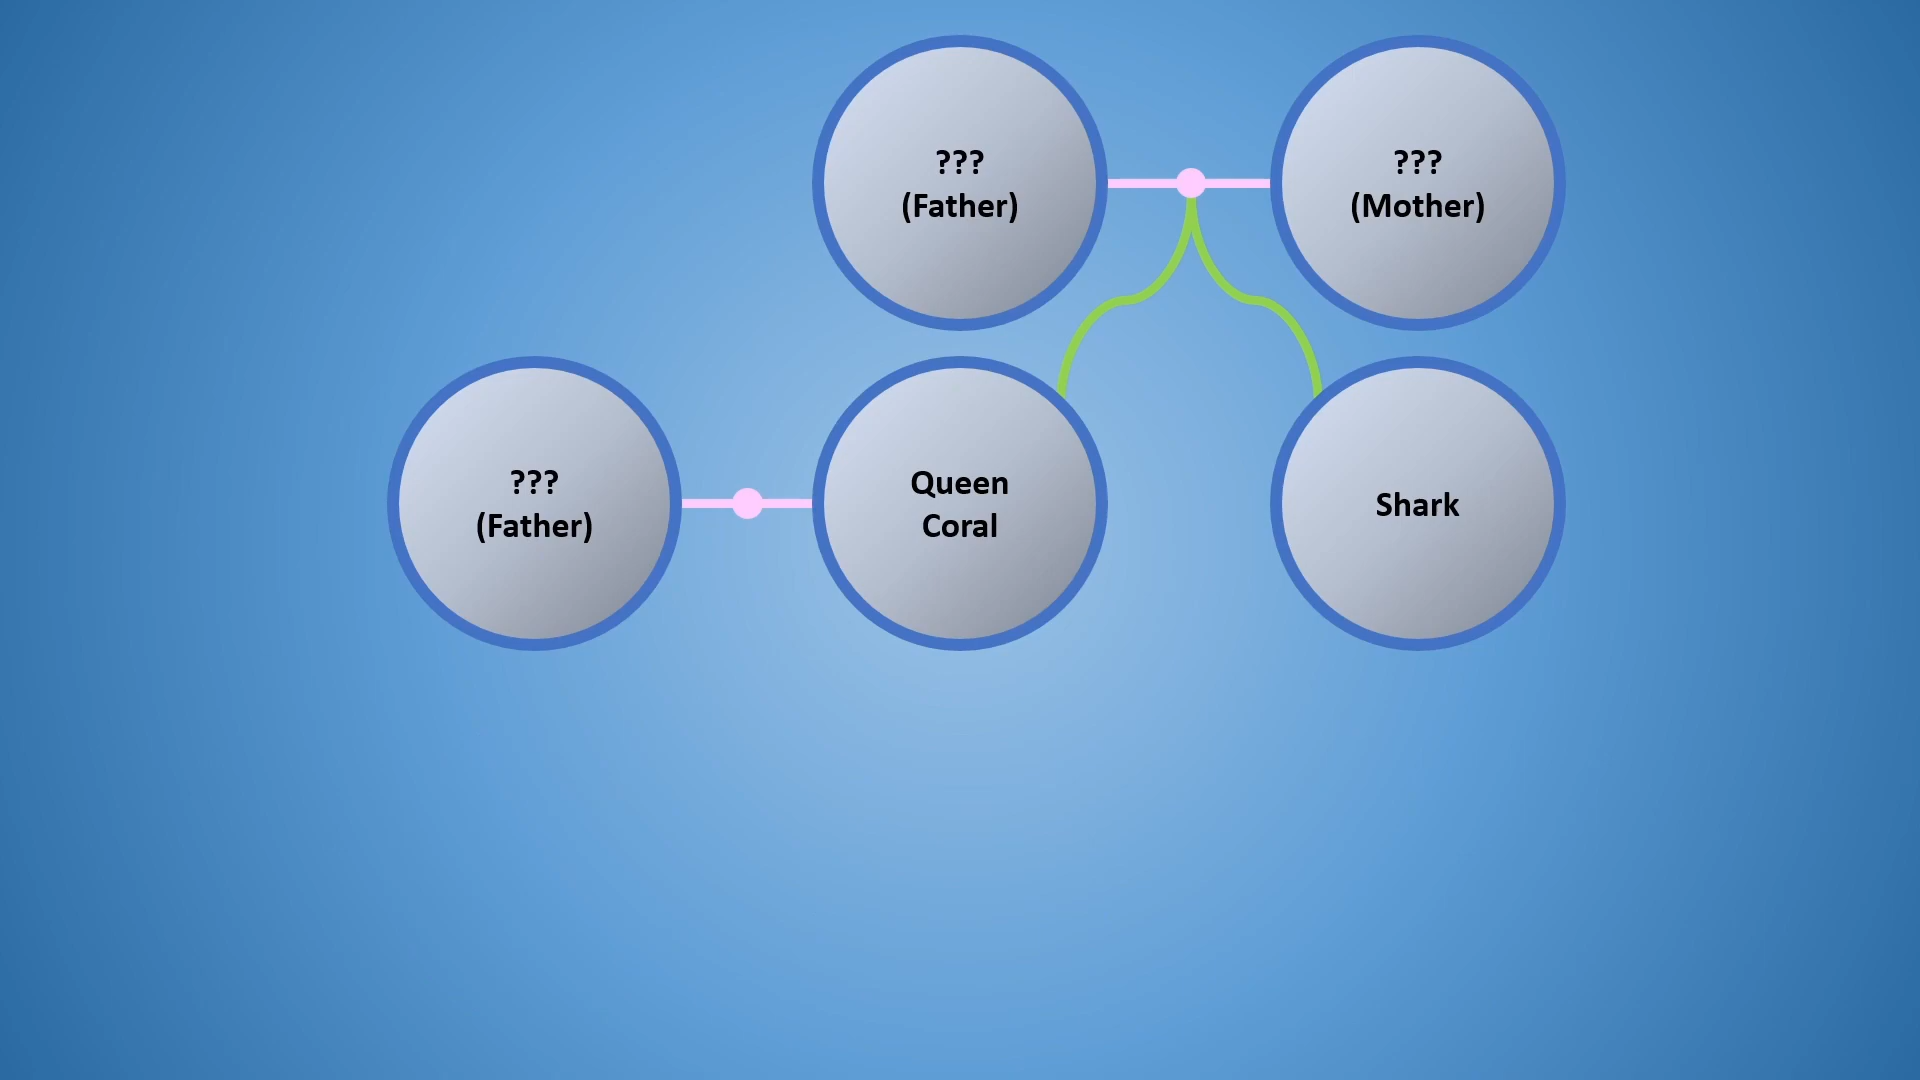 ???
(Father)
???
(Mother)
???
(Father)
Queen
Coral
Shark